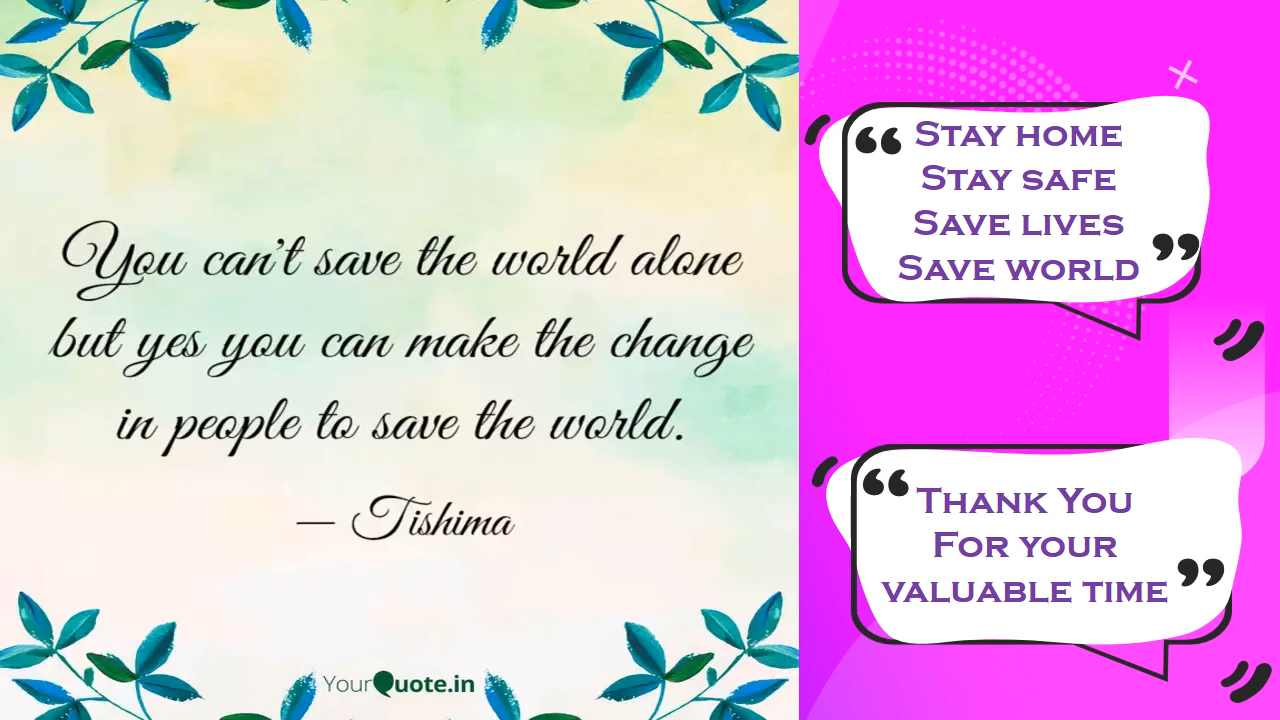 You can't save the world alone
but yes you can make the change
in people to save the world.
— Tishima
YourQuote.in
“ Stay home
Stay safe
Save lives
Save world ”
“ Thank You
For your
valuable time ”